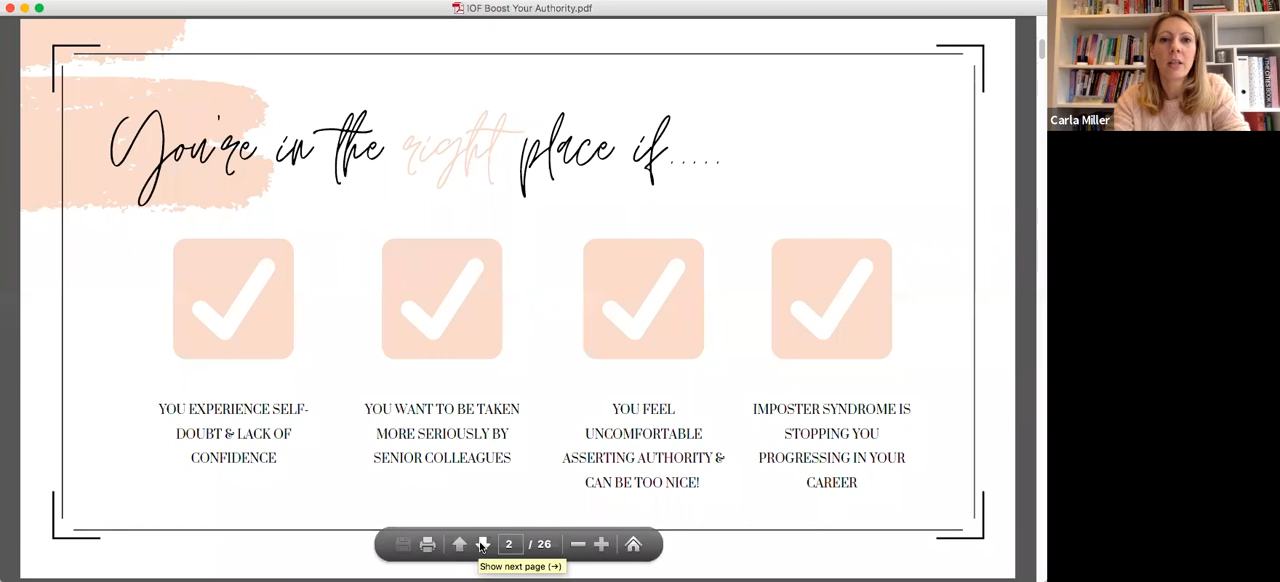 IOF Boost Your Authority.pdf
You're in the right place if.....
YOU EXPERIENCE SELF-
DOUBT & LACK OF
CONFIDENCE
YOU WANT TO BE TAKEN
MORE SERIOUSLY BY
SENIOR COLLEAGUES
YOU FEEL
UNCOMFORTABLE
ASSERTING AUTHORITY &
CAN BE TOO NICE!
IMPOSTER SYNDROME IS
STOPPING YOU
PROGRESSING IN YOUR
CAREER
2 / 26
Show next page (→)
Carla Miller